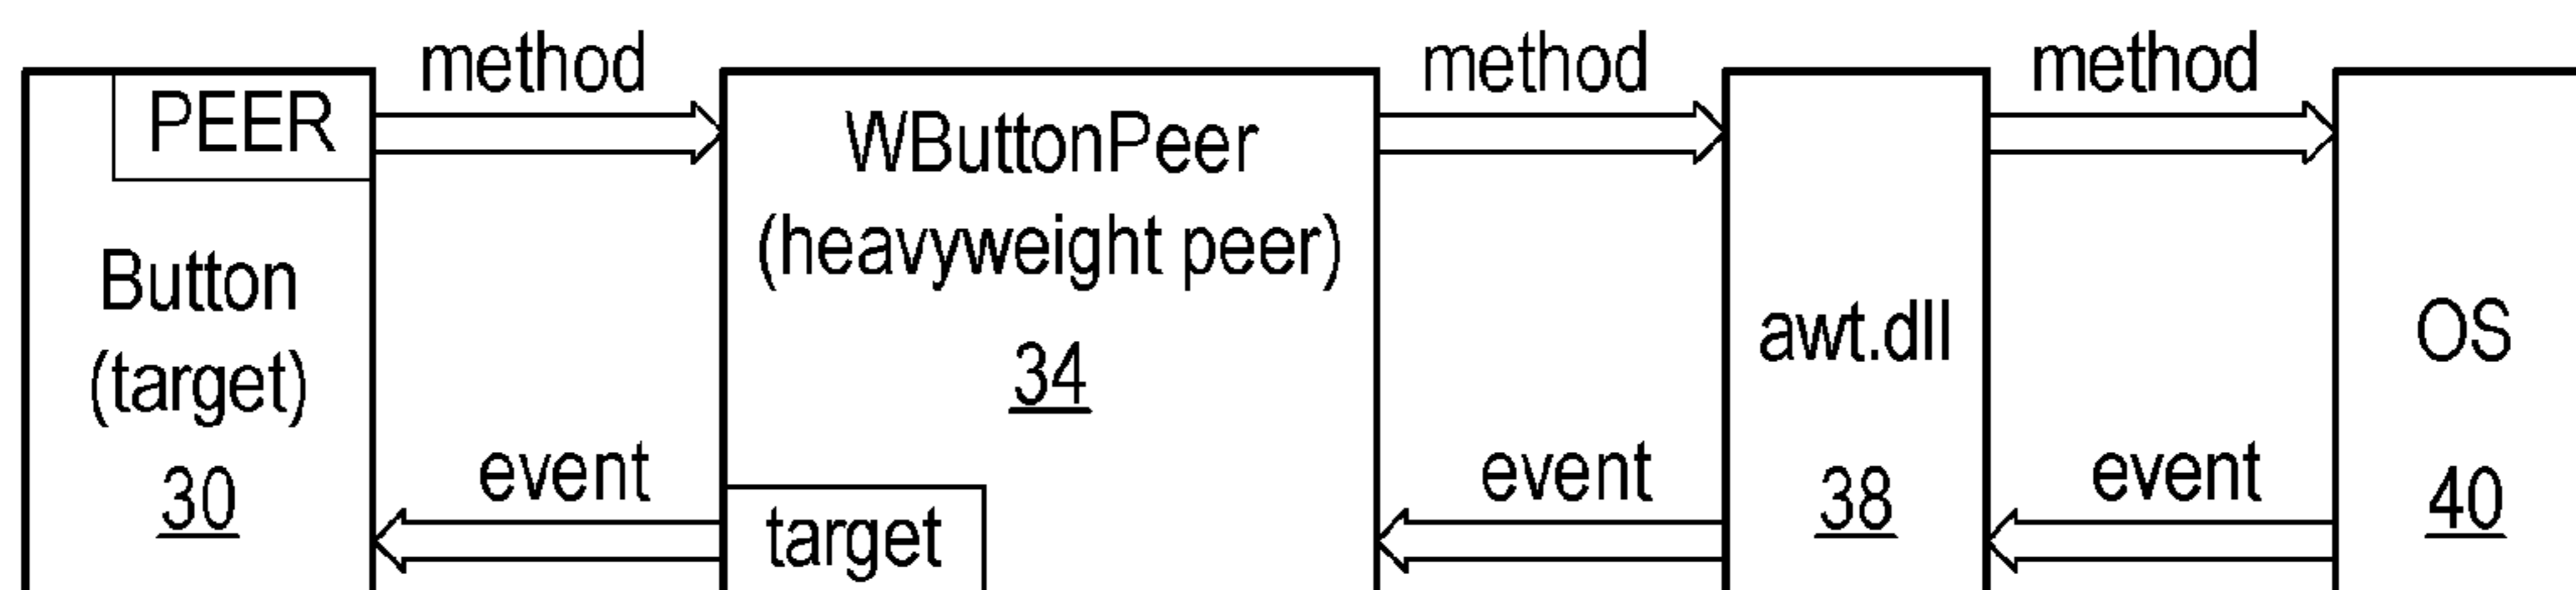 method
method
method
PEER
WButtonPeer
(heavyweight peer)
34
Button
(target)
30
awt.dll
38
OS
40
event
event
event
target